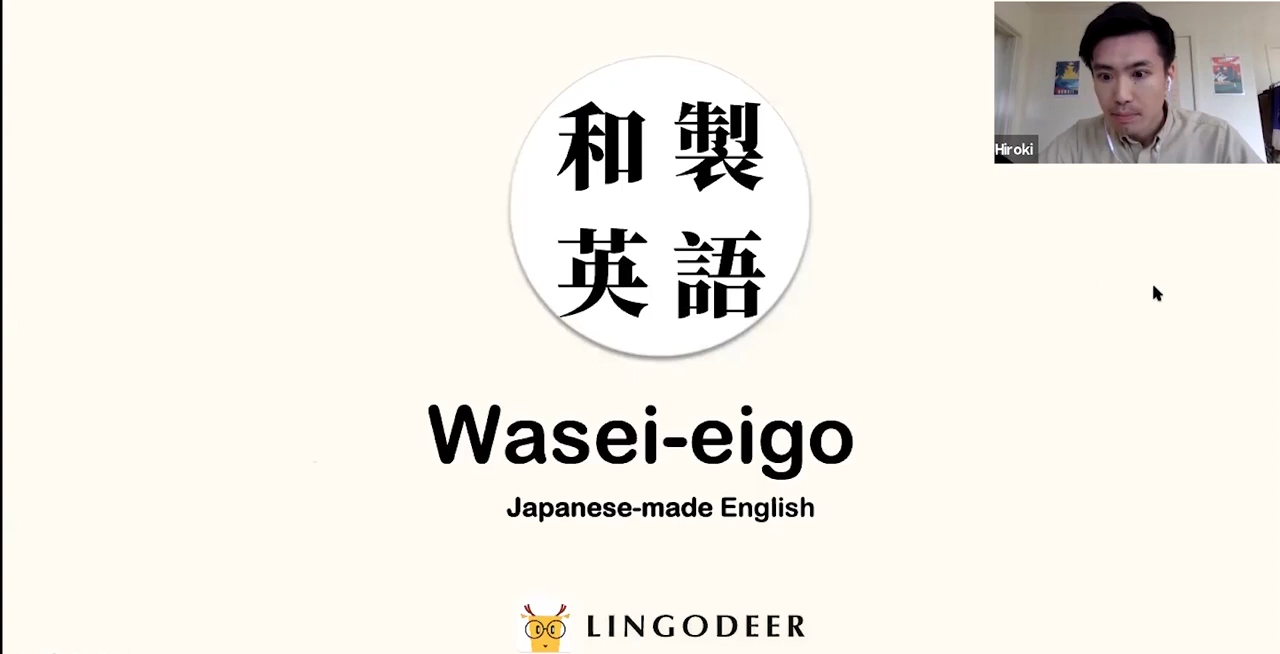 和製
英語
Wasei-eigo
Japanese-made English
LINGODEER
Hiroki